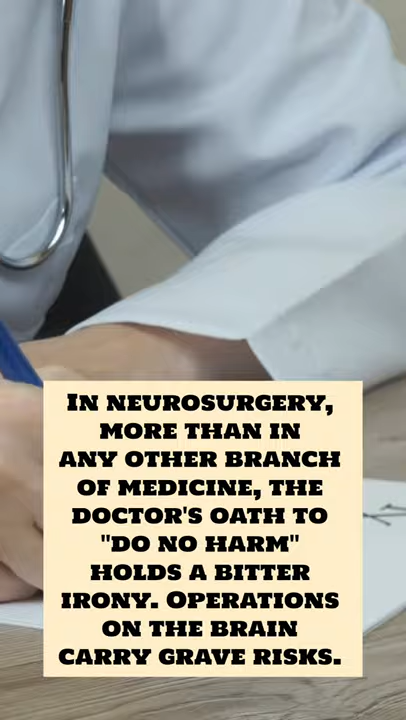 In neurosurgery,
more than in
any other branch
of medicine, the
doctor's oath to
"do no harm"
holds a bitter
irony. Operations
on the brain
carry grave risks.